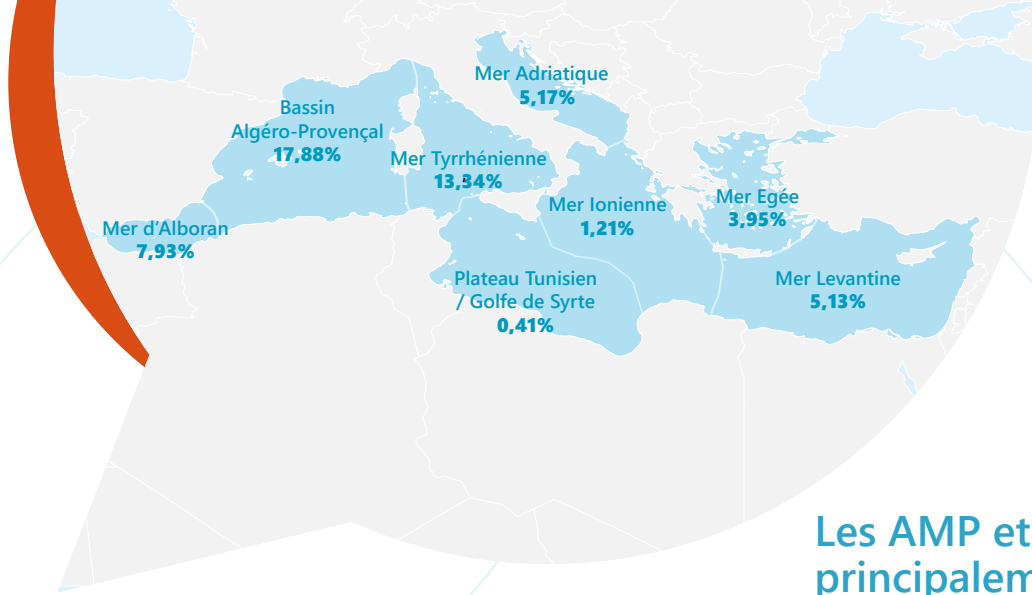 Mer Adriatique
5,17%
Bassin
Algéro-Provençal
17,88%
Mer Tyrrhénienne
13,34%
Mer Ionienne
1,21%
Mer Egée
3,95%
Mer d’Alboran
7,93%
Plateau Tunisien
/ Golfe de Syrte
0,41%
Mer Levantine
5,13%
Les AMP et
principalem